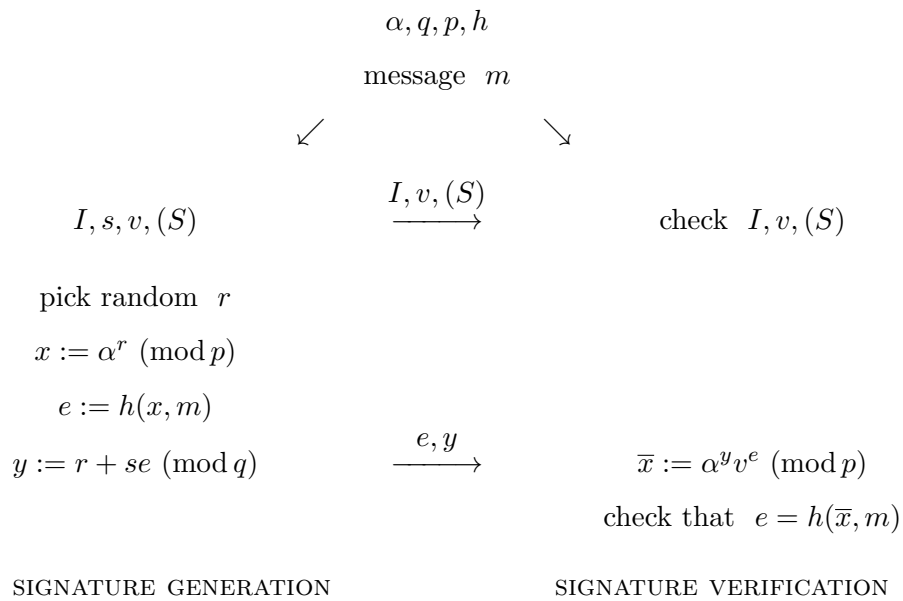 α, q, p, h
message m
↙ ↘
I, s, v, (S) I, v, (S) ⟶ check I, v, (S)
pick random r
x := α^r (mod p)
e := h(x, m)
y := r + se (mod q) e, y ⟶ x̅ := α^y v^e (mod p)
check that e = h(x̅, m)
SIGNATURE GENERATION SIGNATURE VERIFICATION